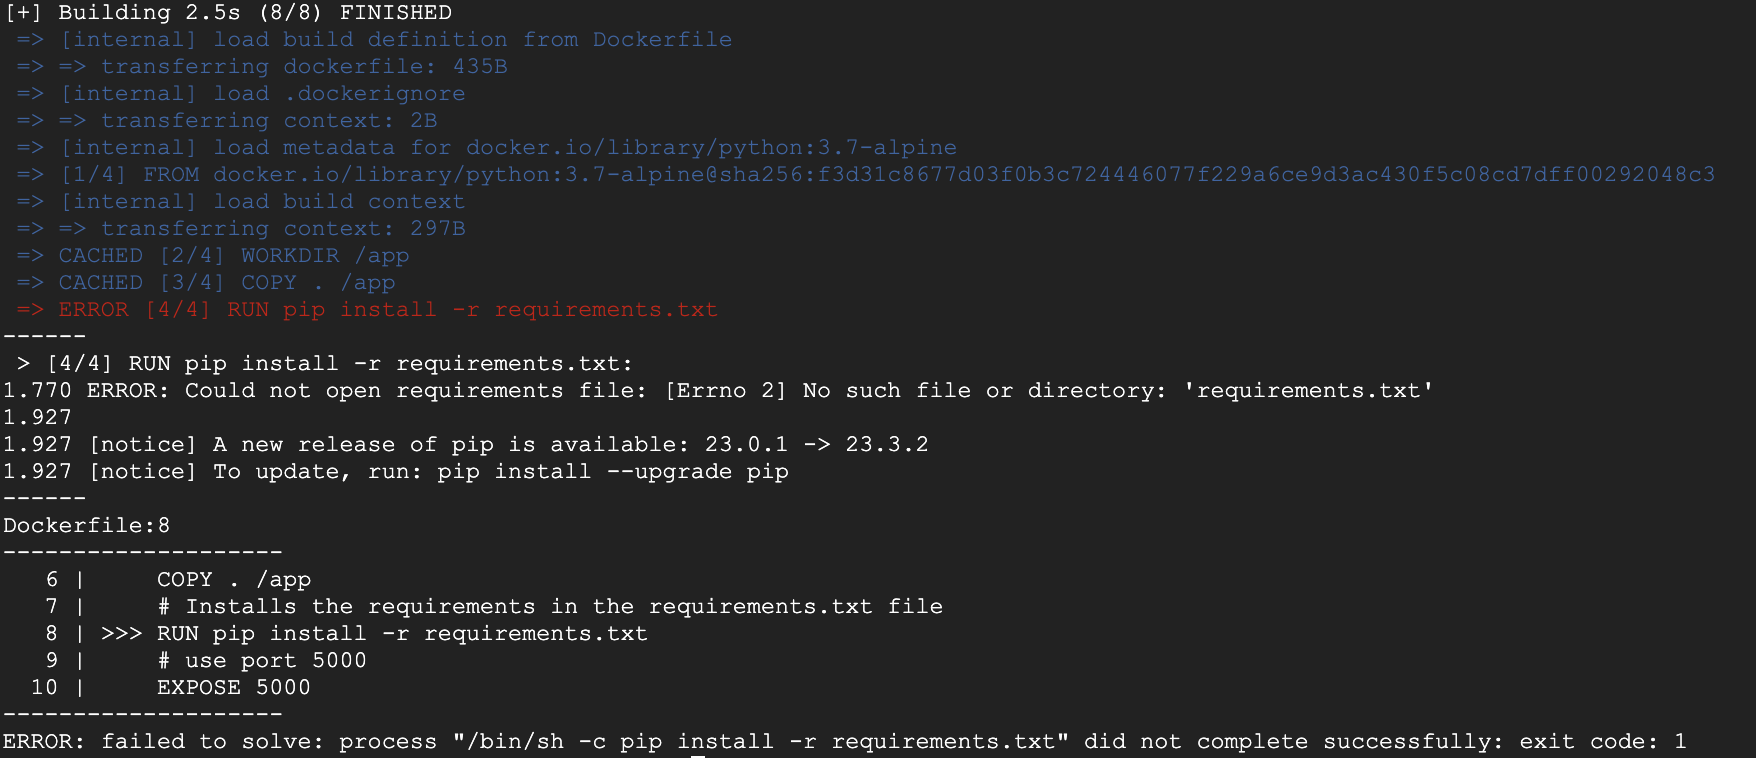 [+] Building 2.5s (8/8) FINISHED
=> [internal] load build definition from Dockerfile
=> => transferring dockerfile: 435B
=> [internal] load .dockerignore
=> => transferring context: 2B
=> [internal] load metadata for docker.io/library/python:3.7-alpine
=> [1/4] FROM docker.io/library/python:3.7-alpine@sha256:f3d31c8677d03f0b3c724446077f229a6ce9d3ac430f5c08cd7dff00292048c3
=> [internal] load build context
=> => transferring context: 297B
=> CACHED [2/4] WORKDIR /app
=> CACHED [3/4] COPY . /app
=> ERROR [4/4] RUN pip install -r requirements.txt
------
> [4/4] RUN pip install -r requirements.txt:
1.770 ERROR: Could not open requirements file: [Errno 2] No such file or directory: 'requirements.txt'
1.927
1.927 [notice] A new release of pip is available: 23.0.1 -> 23.3.2
1.927 [notice] To update, run: pip install --upgrade pip
------
Dockerfile:8
--------------------
6 | COPY . /app
7 | # Installs the requirements in the requirements.txt file
8 | >>> RUN pip install -r requirements.txt
9 | # use port 5000
10 | EXPOSE 5000
--------------------
ERROR: failed to solve: process "/bin/sh -c pip install -r requirements.txt" did not complete successfully: exit code: 1